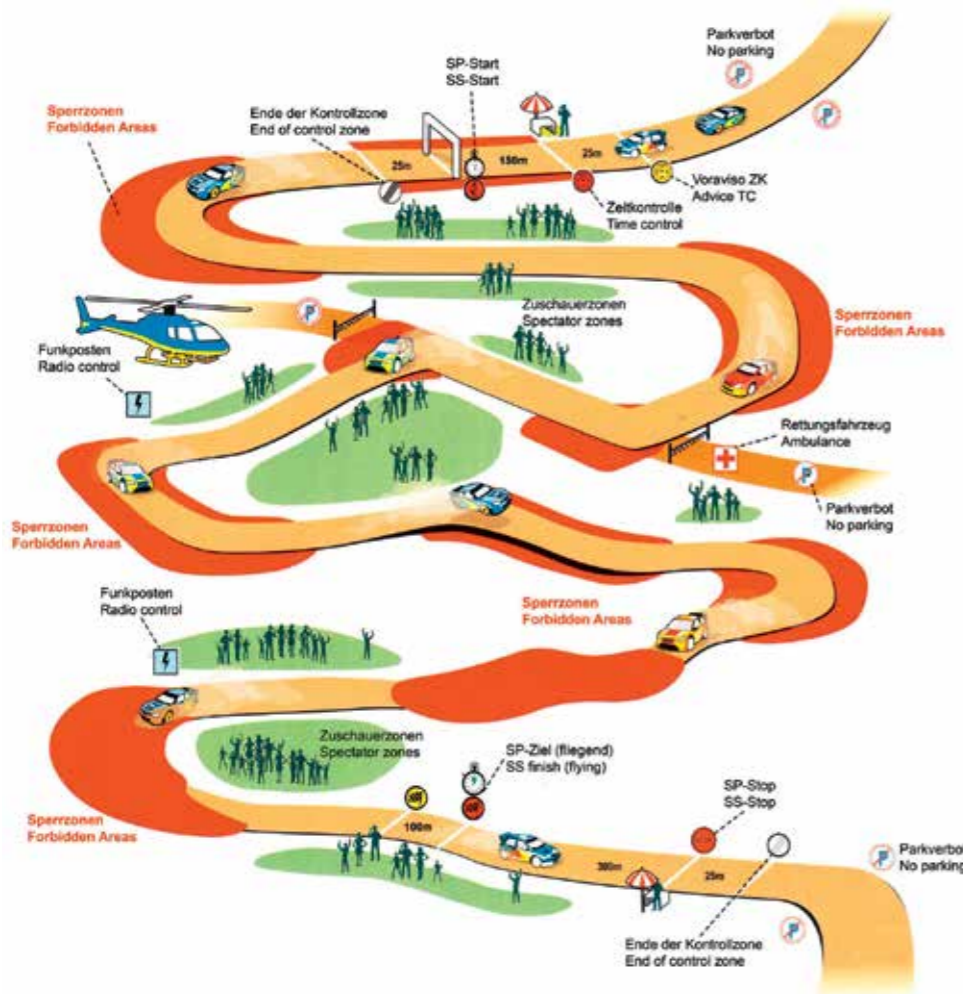 Parkverbot
No parking
SP-Start
SS-Start
Ende der Kontrollzone
End of control zone
Sperrzonen
Forbidden Areas
25m
150m
25m
Voraviso ZK
Advice TC
Zeitkontrolle
Time control
Zuschauerzonen
Spectator zones
Sperrzonen
Forbidden Areas
Funkposten
Radio control
Rettungsfahrzeug
Ambulance
Parkverbot
No parking
Sperrzonen
Forbidden Areas
Funkposten
Radio control
Sperrzonen
Forbidden Areas
Zuschauerzonen
Spectator zones
SP-Ziel (fliegend)
SS finish (flying)
SP-Stop
SS-Stop
Sperrzonen
Forbidden Areas
100m
300m
25m
Parkverbot
No parking
Ende der Kontrollzone
End of control zone